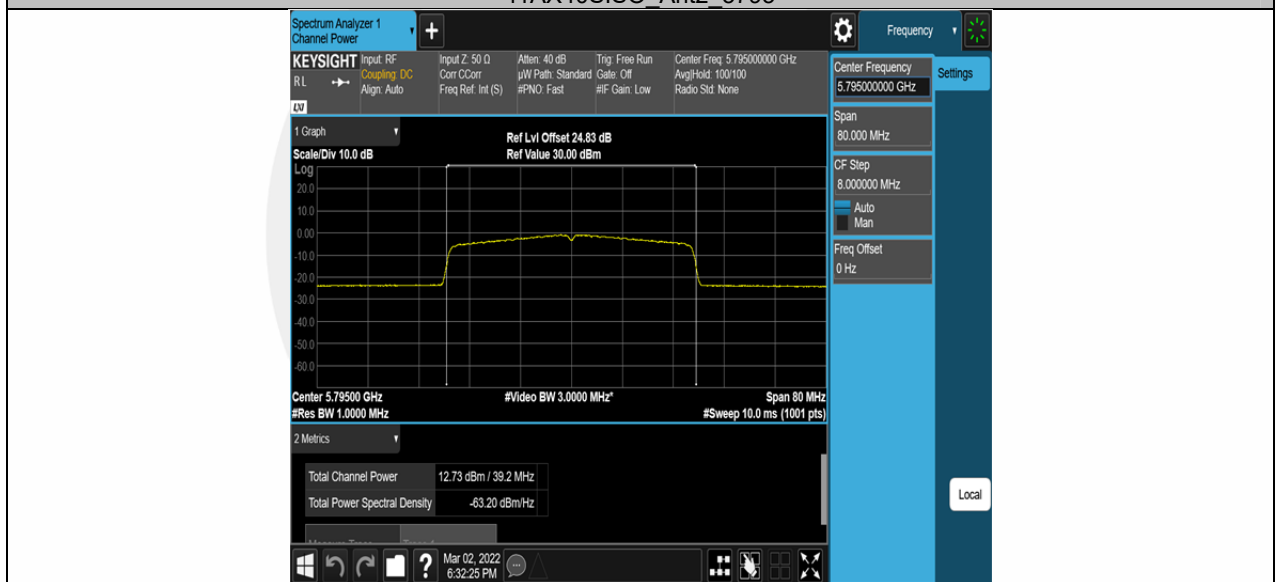 Spectrum Analyzer 1
Channel Power
Frequency
KEYSIGHT
RL
LXI
Input: RF
Coupling: DC
Align: Auto
Input Z: 50 Ω
Corr CCorr
Freq Ref: Int (S)
Atten: 40 dB
µW Path: Standard
#PNO: Fast
Trig: Free Run
Gate: Off
#IF Gain: Low
Center Freq: 5.795000000 GHz
Avg|Hold: 100/100
Radio Std: None
Center Frequency
5.795000000 GHz
Settings
Span
80.000 MHz
CF Step
8.000000 MHz
Auto
Man
Freq Offset
0 Hz
Local
1 Graph
Scale/Div 10.0 dB
Ref Lvl Offset 24.83 dB
Ref Value 30.00 dBm
Log
20.0
10.0
0.00
-10.0
-20.0
-30.0
-40.0
-50.0
-60.0
Center 5.79500 GHz
#Video BW 3.0000 MHz*
Span 80 MHz
#Res BW 1.0000 MHz
#Sweep 10.0 ms (1001 pts)
2 Metrics
Total Channel Power 12.73 dBm / 39.2 MHz
Total Power Spectral Density -63.20 dBm/Hz
?
Mar 02, 2022
6:32:25 PM